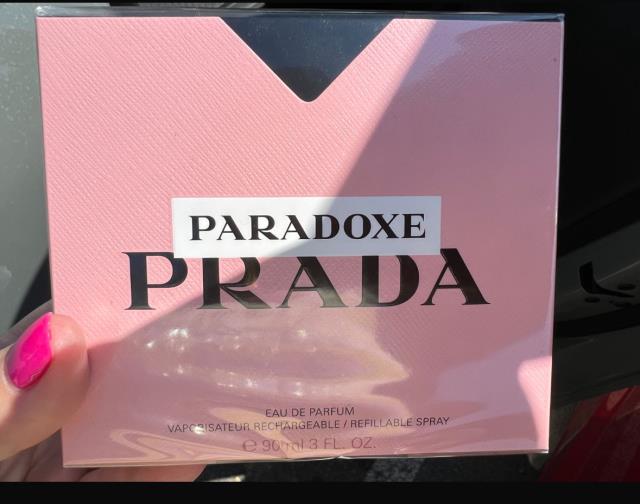 PARADOXE
PRADA
EAU DE PARFUM
VAPORISATEUR RECHARGEABLE / REFILLABLE SPRAY
℮ 90 ml 3 FL. OZ.